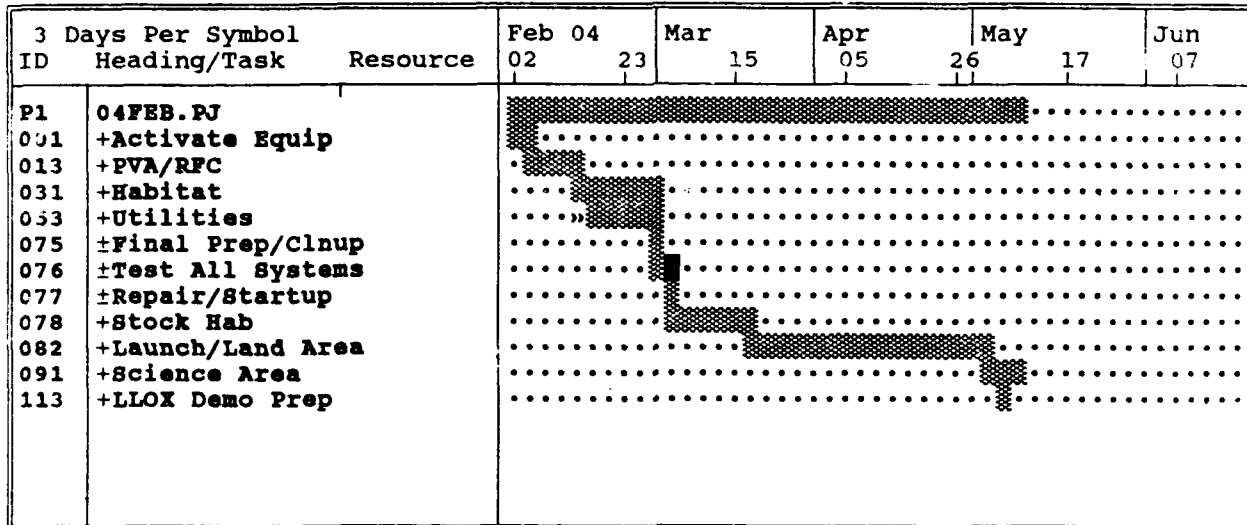 3 Days Per Symbol Feb 04 Mar Apr May Jun
ID Heading/Task Resource 02 23 15 05 26 17 07
P1 04FEB.PJ
001 +Activate Equip
013 +PVA/RFC
031 +Habitat
053 +Utilities »
075 ±Final Prep/Clnup
076 ±Test All Systems
077 ±Repair/Startup
078 +Stock Hab
082 +Launch/Land Area
091 +Science Area
113 +LLOX Demo Prep